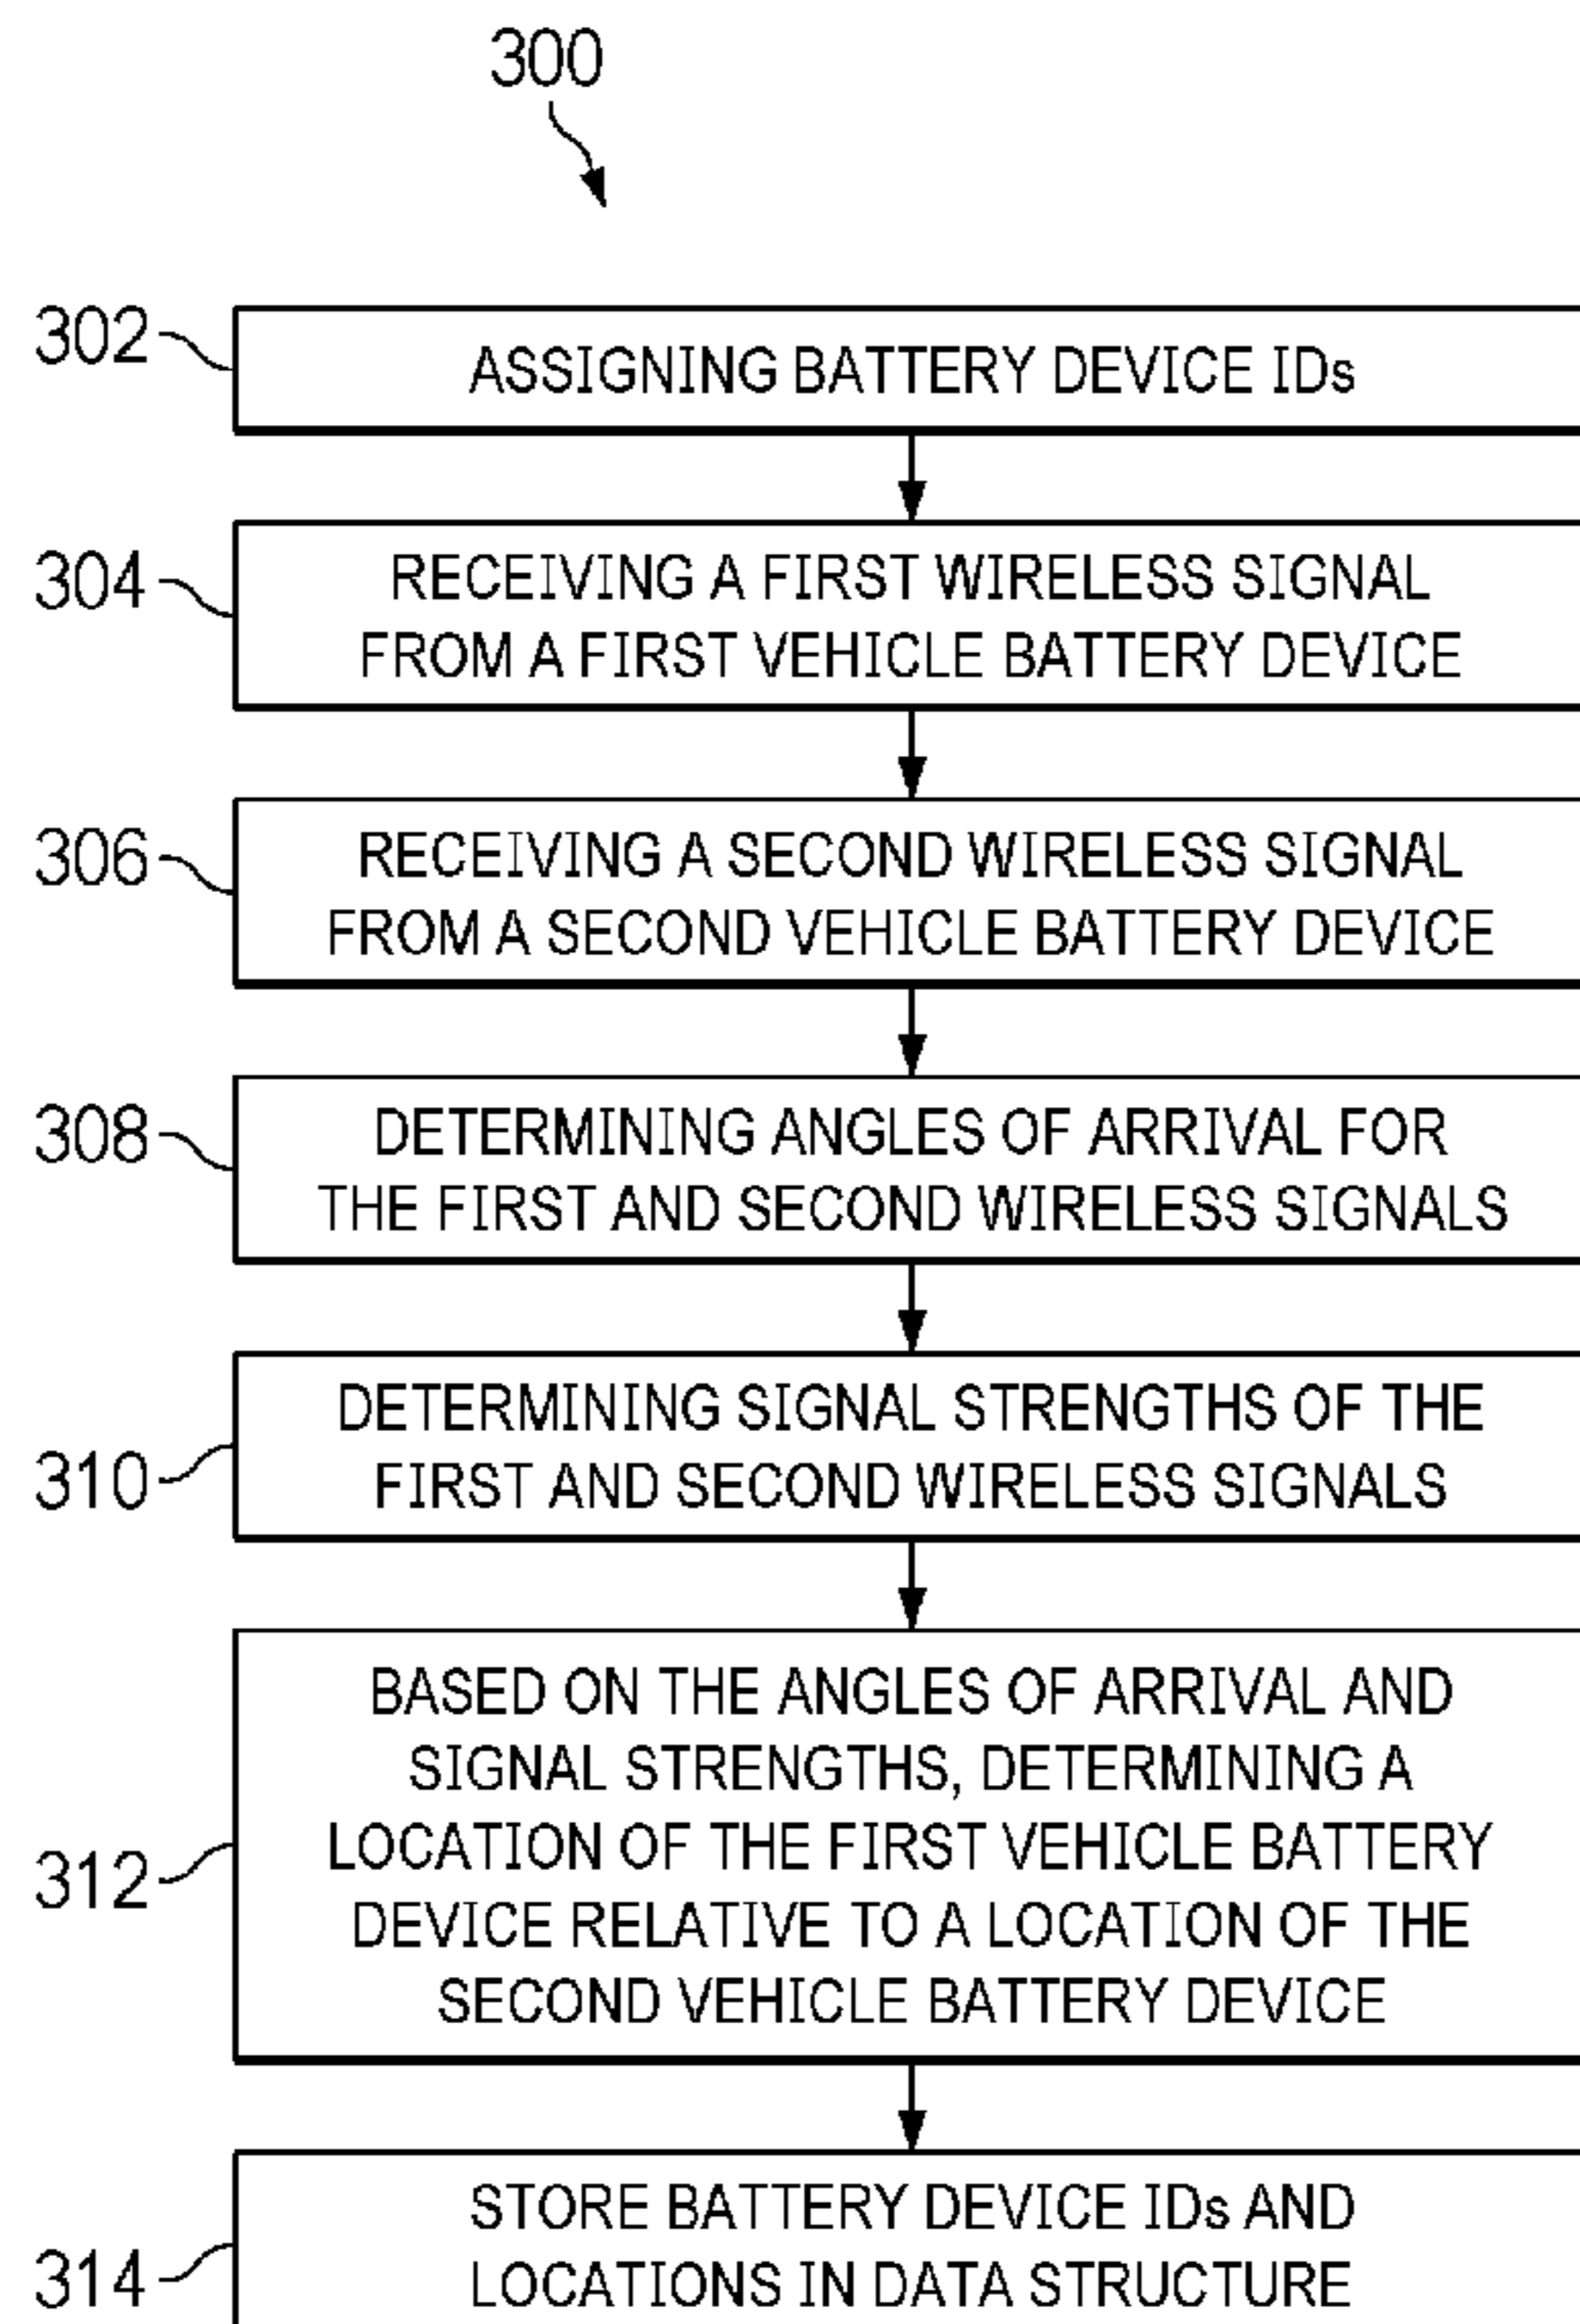 300
302
ASSIGNING BATTERY DEVICE IDs
304
RECEIVING A FIRST WIRELESS SIGNAL
FROM A FIRST VEHICLE BATTERY DEVICE
306
RECEIVING A SECOND WIRELESS SIGNAL
FROM A SECOND VEHICLE BATTERY DEVICE
308
DETERMINING ANGLES OF ARRIVAL FOR
THE FIRST AND SECOND WIRELESS SIGNALS
310
DETERMINING SIGNAL STRENGTHS OF THE
FIRST AND SECOND WIRELESS SIGNALS
312
BASED ON THE ANGLES OF ARRIVAL AND
SIGNAL STRENGTHS, DETERMINING A
LOCATION OF THE FIRST VEHICLE BATTERY
DEVICE RELATIVE TO A LOCATION OF THE
SECOND VEHICLE BATTERY DEVICE
314
STORE BATTERY DEVICE IDs AND
LOCATIONS IN DATA STRUCTURE